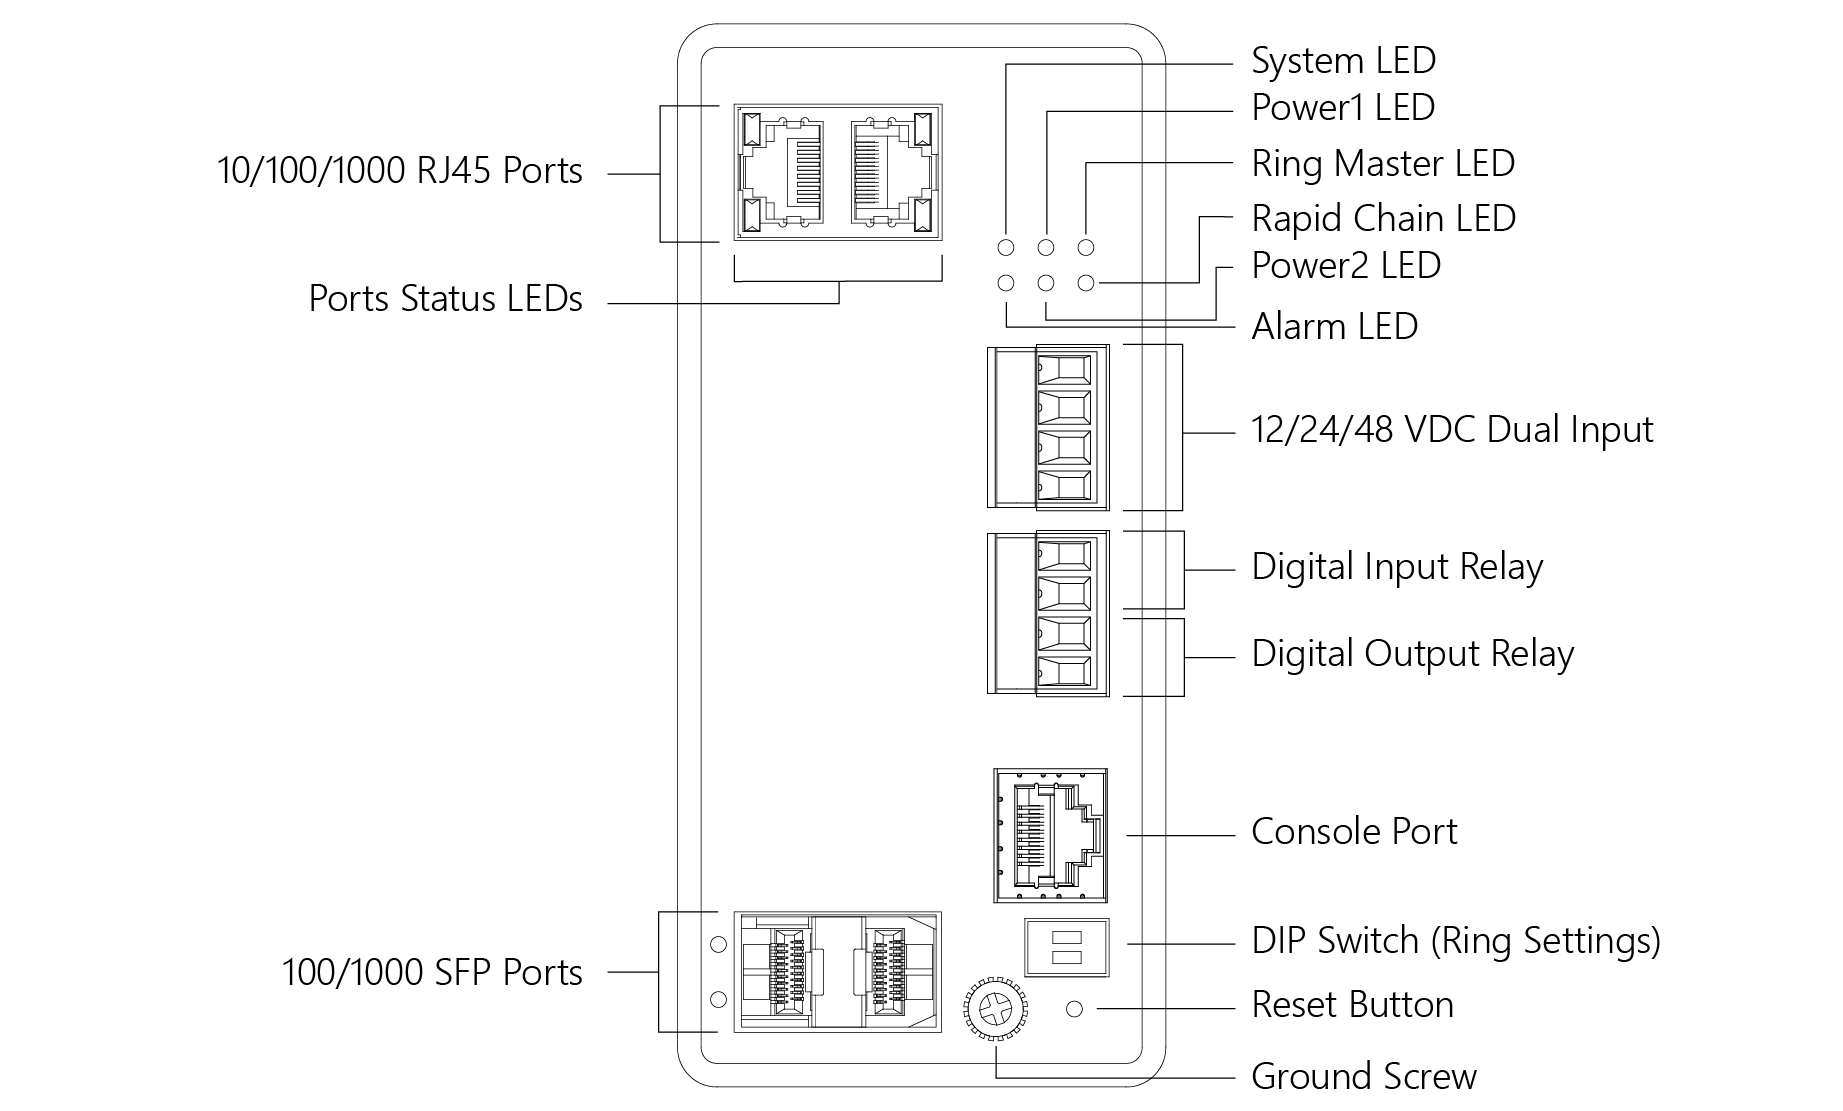 10/100/1000 RJ45 Ports
Ports Status LEDs
100/1000 SFP Ports
System LED
Power1 LED
Ring Master LED
Rapid Chain LED
Power2 LED
Alarm LED
12/24/48 VDC Dual Input
Digital Input Relay
Digital Output Relay
Console Port
DIP Switch (Ring Settings)
Reset Button
Ground Screw